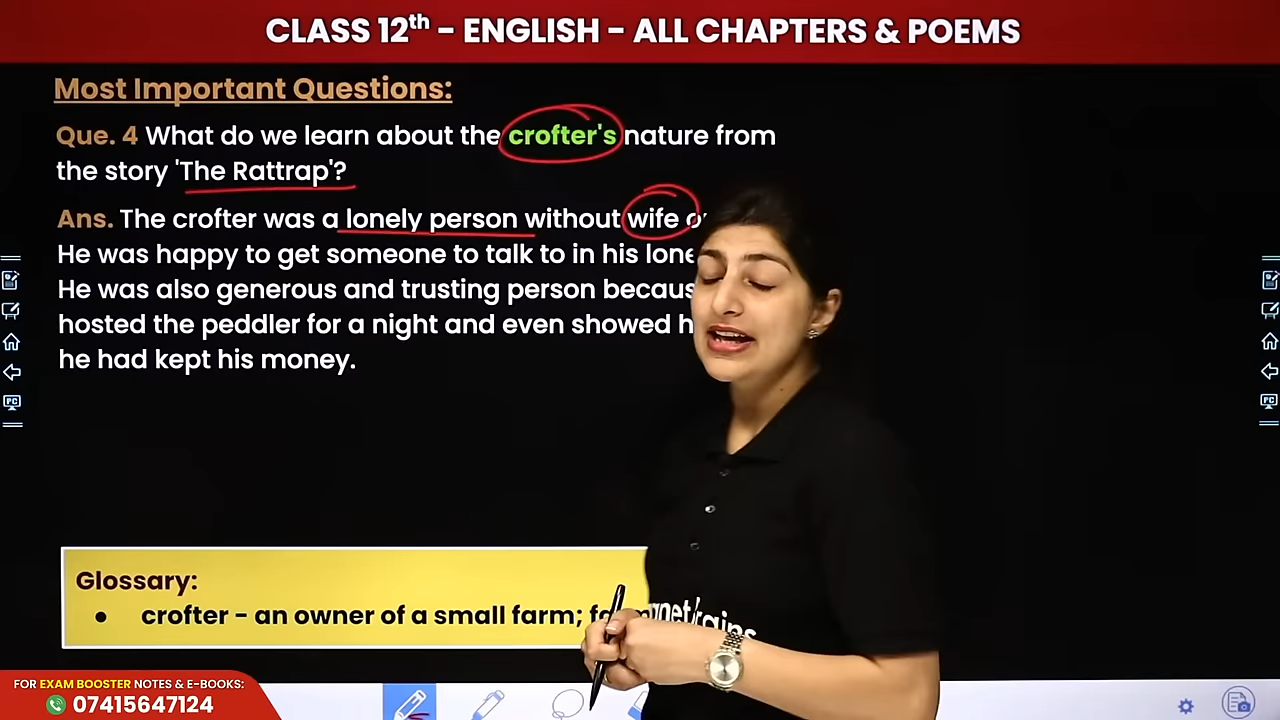 CLASS 12th - ENGLISH - ALL CHAPTERS & POEMS
Most Important Questions:
Que. 4 What do we learn about the crofter's nature from
the story 'The Rattrap'?
Ans. The crofter was a lonely person without wife
He was happy to get someone to talk to in his
He was also generous and trusting person
hosted the peddler for a night and even showed
he had kept his money.
Glossary:
• crofter - an owner of a small farm;
FOR EXAM BOOSTER NOTES & E-BOOKS:
07415647124
PC
PC